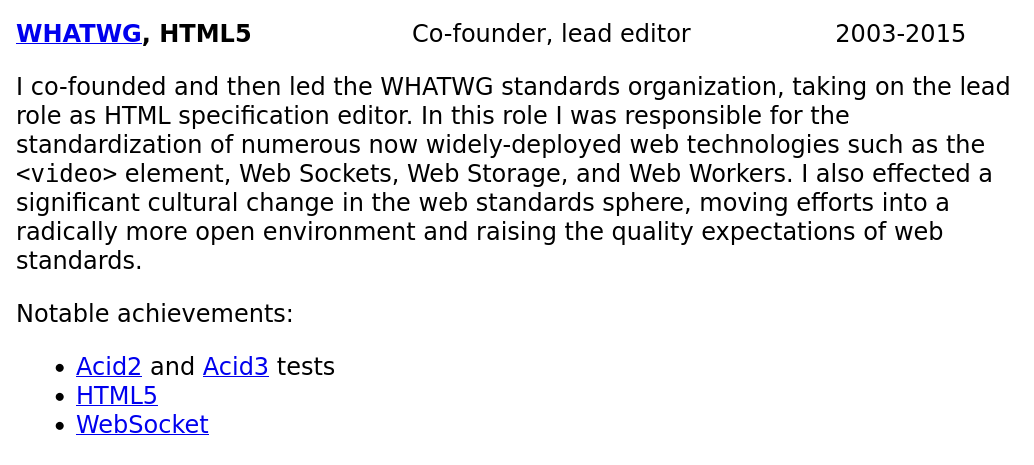 WHATWG, HTML5 Co-founder, lead editor 2003-2015
I co-founded and then led the WHATWG standards organization, taking on the lead
role as HTML specification editor. In this role I was responsible for the
standardization of numerous now widely-deployed web technologies such as the
<video> element, Web Sockets, Web Storage, and Web Workers. I also effected a
significant cultural change in the web standards sphere, moving efforts into a
radically more open environment and raising the quality expectations of web
standards.
Notable achievements:
• Acid2 and Acid3 tests
• HTML5
• WebSocket